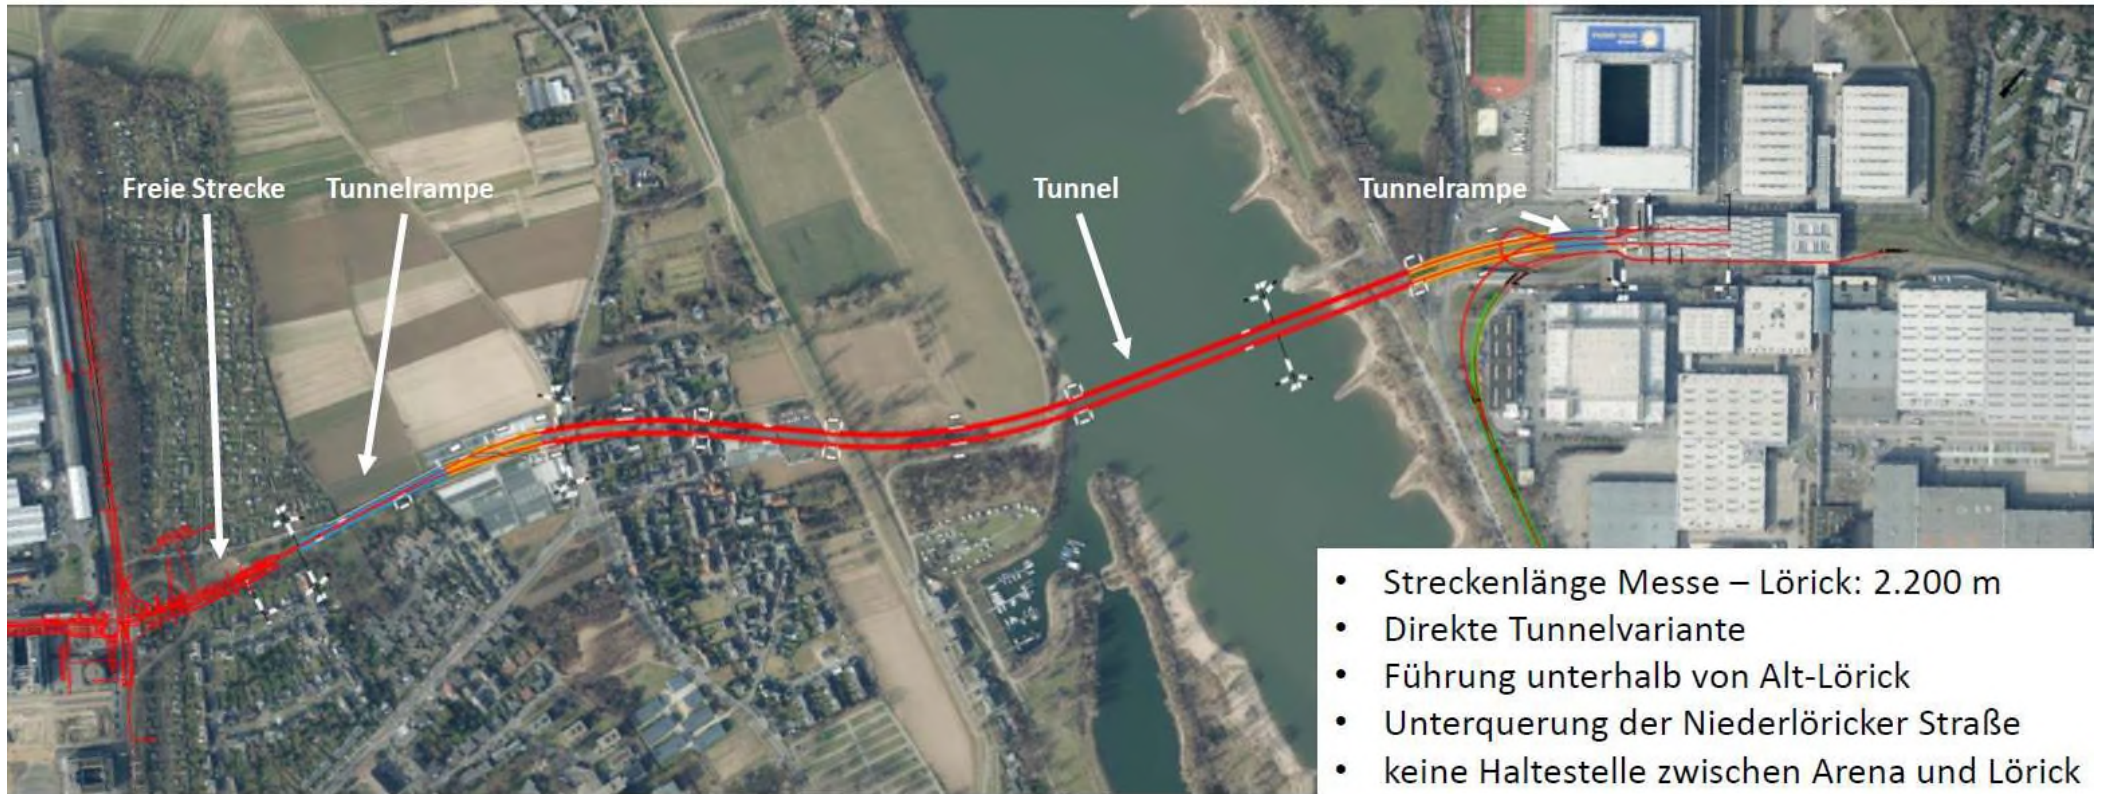 Freie Strecke
Tunnelrampe
Tunnel
Tunnelrampe
• Streckenlänge Messe – Lörick: 2.200 m
• Direkte Tunnelvariante
• Führung unterhalb von Alt-Lörick
• Unterquerung der Niederlöricker Straße
• keine Haltestelle zwischen Arena und Lörick